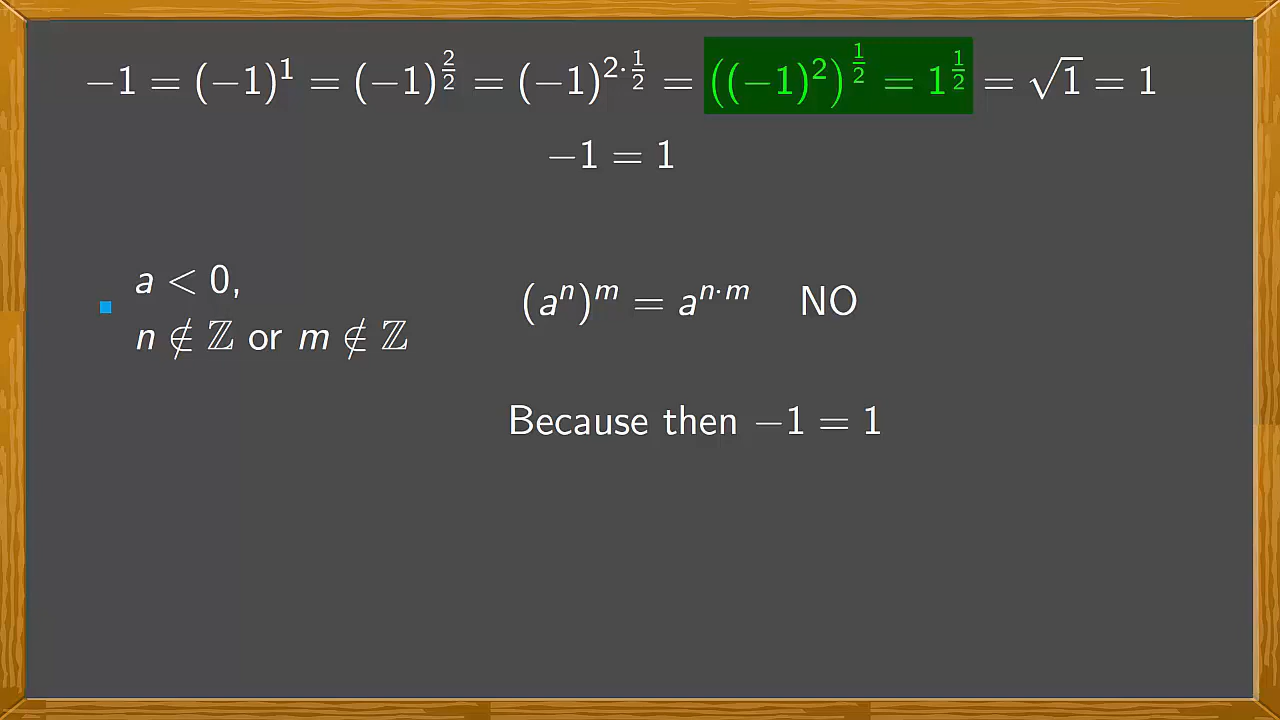 −1 = (−1)^1 = (−1)^{2/2} = (−1)^{2·1/2} = ((−1)^2)^{1/2} = 1^{1/2} = √1 = 1
−1 = 1
a < 0,
n ∉ ℤ or m ∉ ℤ
(a^n)^m = a^{n·m} NO
Because then −1 = 1